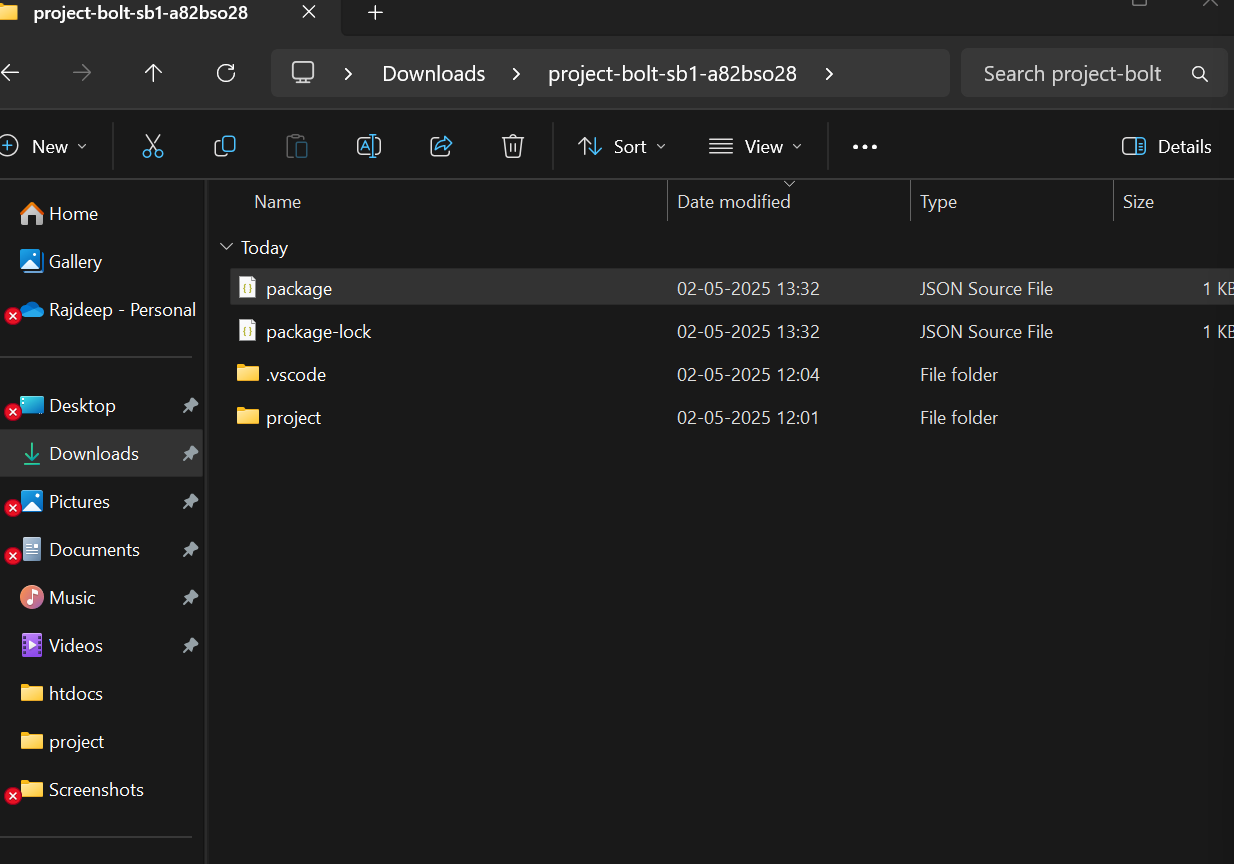 project-bolt-sb1-a82bso28
Downloads
project-bolt-sb1-a82bso28
Search project-bolt
New
Sort
View
Details
Name Date modified Type Size
Today
package 02-05-2025 13:32 JSON Source File 1 KB
package-lock 02-05-2025 13:32 JSON Source File 1 KB
.vscode 02-05-2025 12:04 File folder
project 02-05-2025 12:01 File folder
Home
Gallery
Rajdeep - Personal
Desktop
Downloads
Pictures
Documents
Music
Videos
htdocs
project
Screenshots